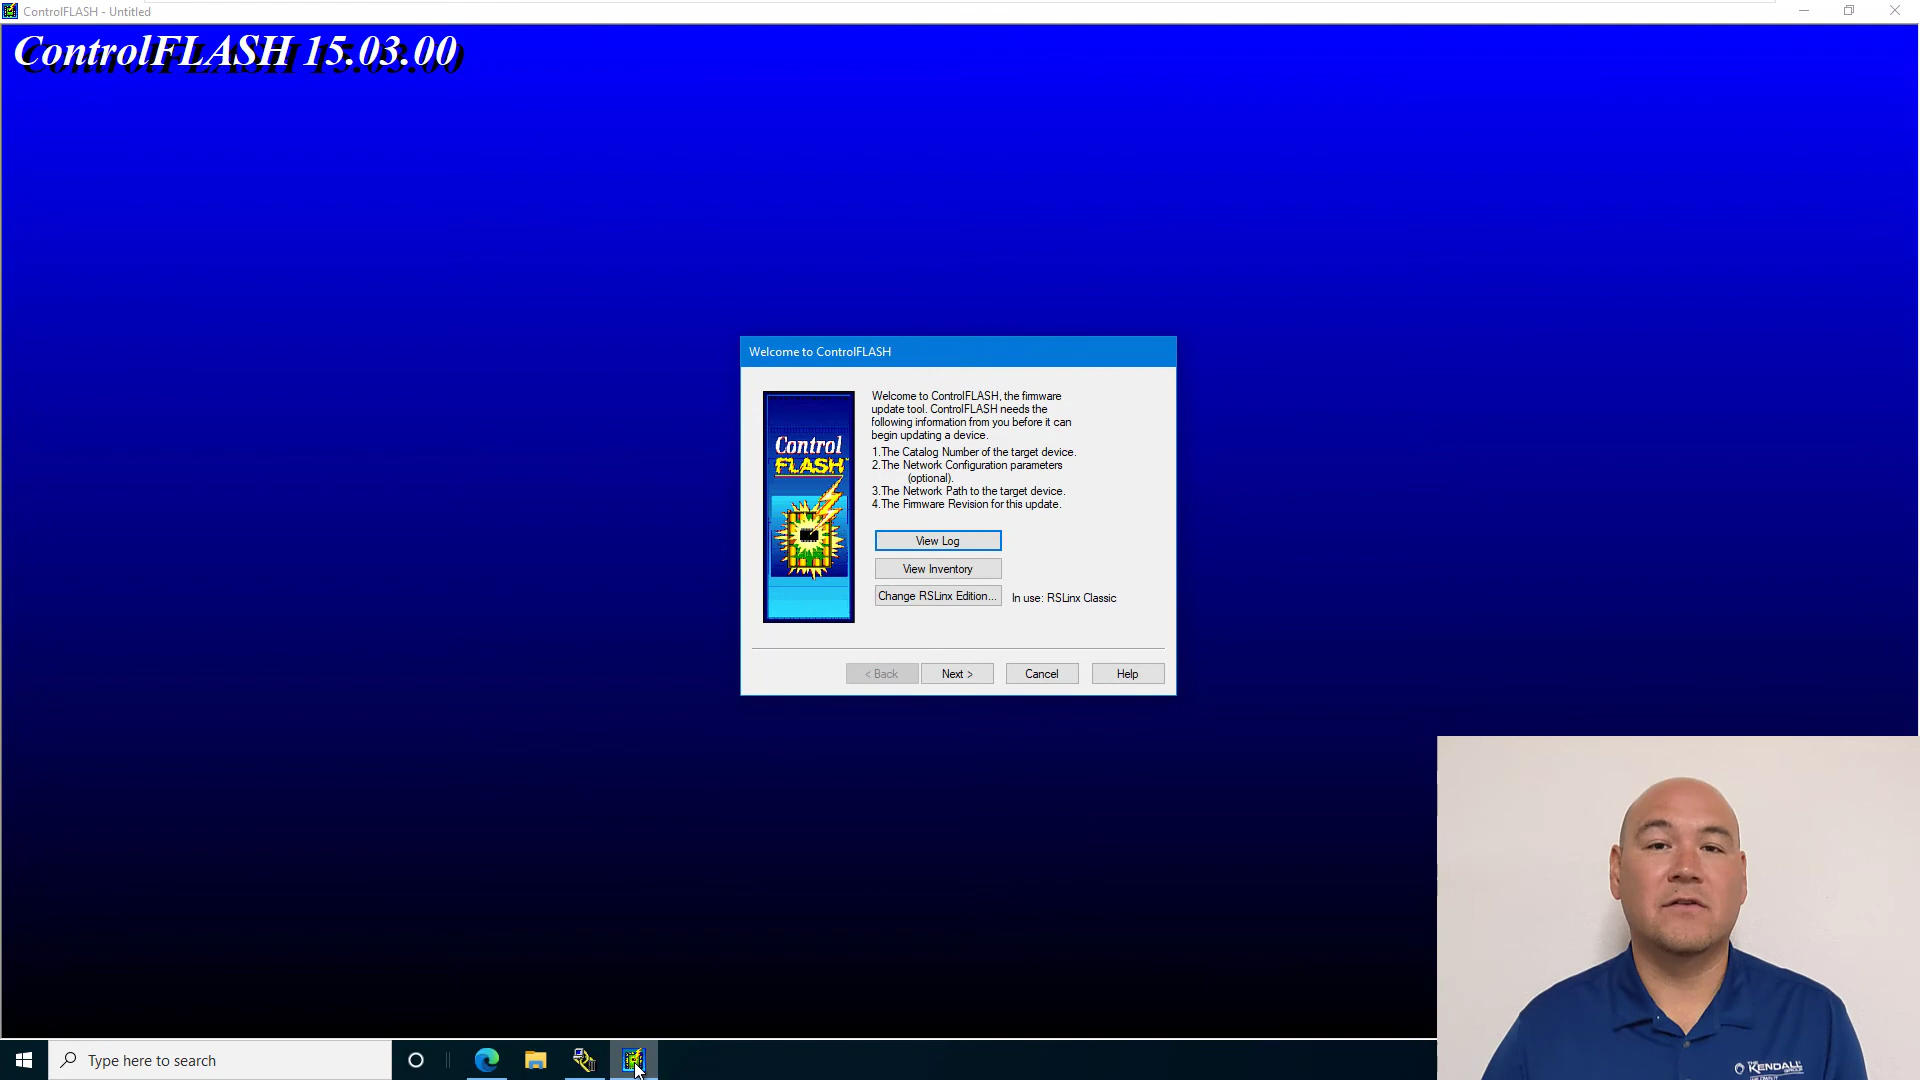 ControlFLASH - Untitled
ControlFLASH 15.03.00
Welcome to ControlFLASH
Control
FLASH
Welcome to ControlFLASH, the firmware
update tool. ControlFLASH needs the
following information from you before it can
begin updating a device.
1.The Catalog Number of the target device.
2.The Network Configuration parameters
(optional).
3.The Network Path to the target device.
4.The Firmware Revision for this update.
View Log
View Inventory
Change RSLinx Edition... In use: RSLinx Classic
< Back Next > Cancel Help
Type here to search
THE
KENDALL